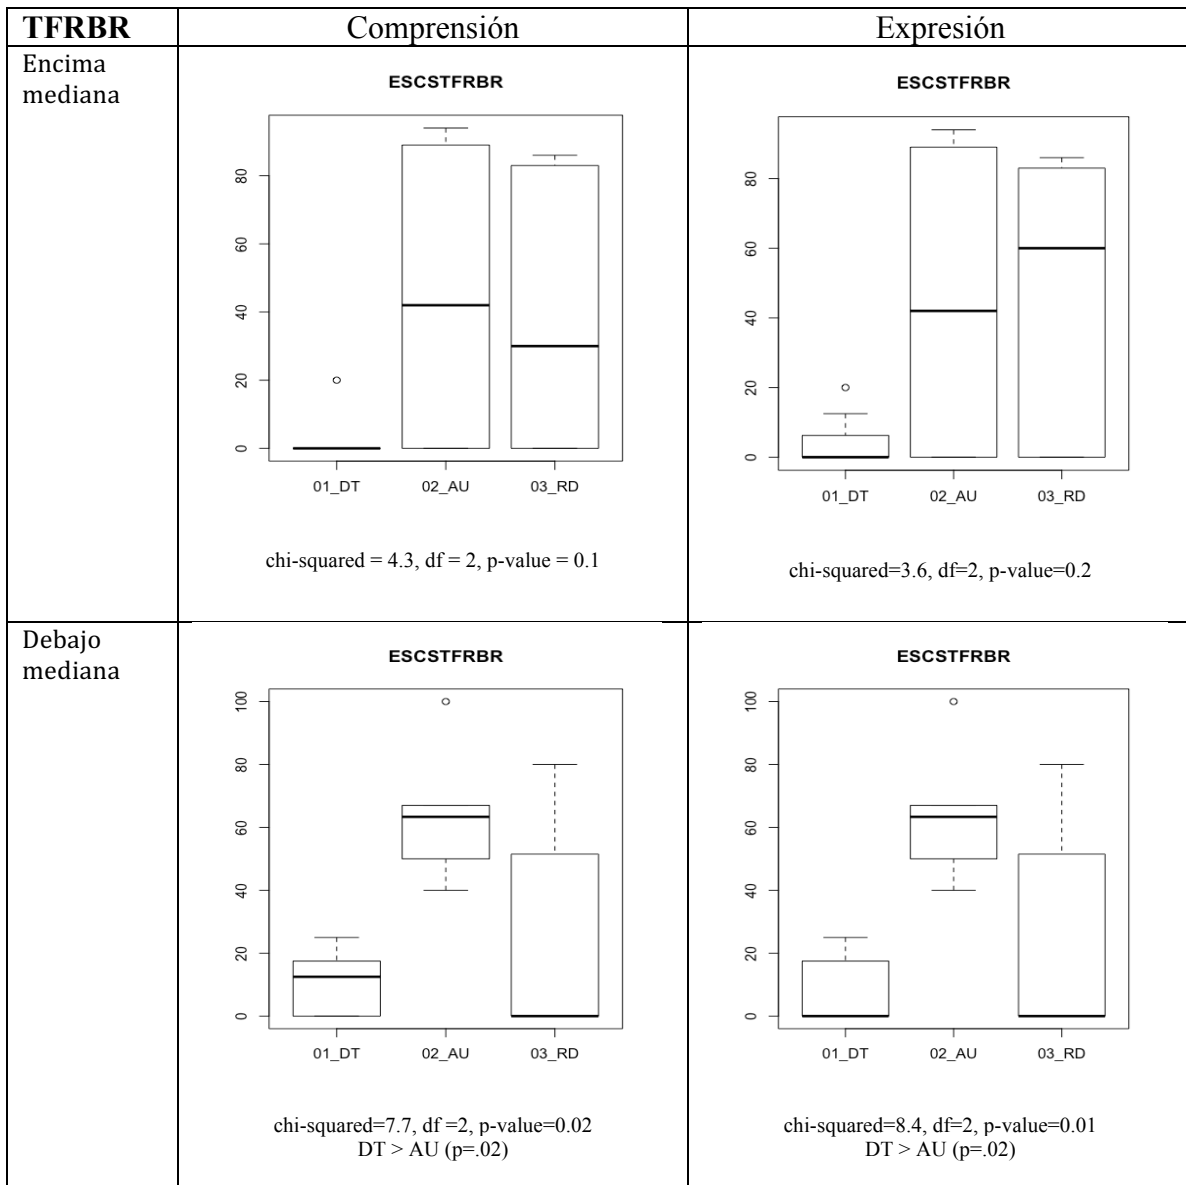 TFRBR Comprensión Expresión
Encima
mediana
ESCSTFRBR
80
60
40
20
0
01_DT 02_AU 03_RD
chi-squared = 4.3, df = 2, p-value = 0.1
ESCSTFRBR
80
60
40
20
0
01_DT 02_AU 03_RD
chi-squared=3.6, df=2, p-value=0.2
Debajo
mediana
ESCSTFRBR
100
80
60
40
20
0
01_DT 02_AU 03_RD
chi-squared=7.7, df =2, p-value=0.02
DT > AU (p=.02)
ESCSTFRBR
100
80
60
40
20
0
01_DT 02_AU 03_RD
chi-squared=8.4, df=2, p-value=0.01
DT > AU (p=.02)